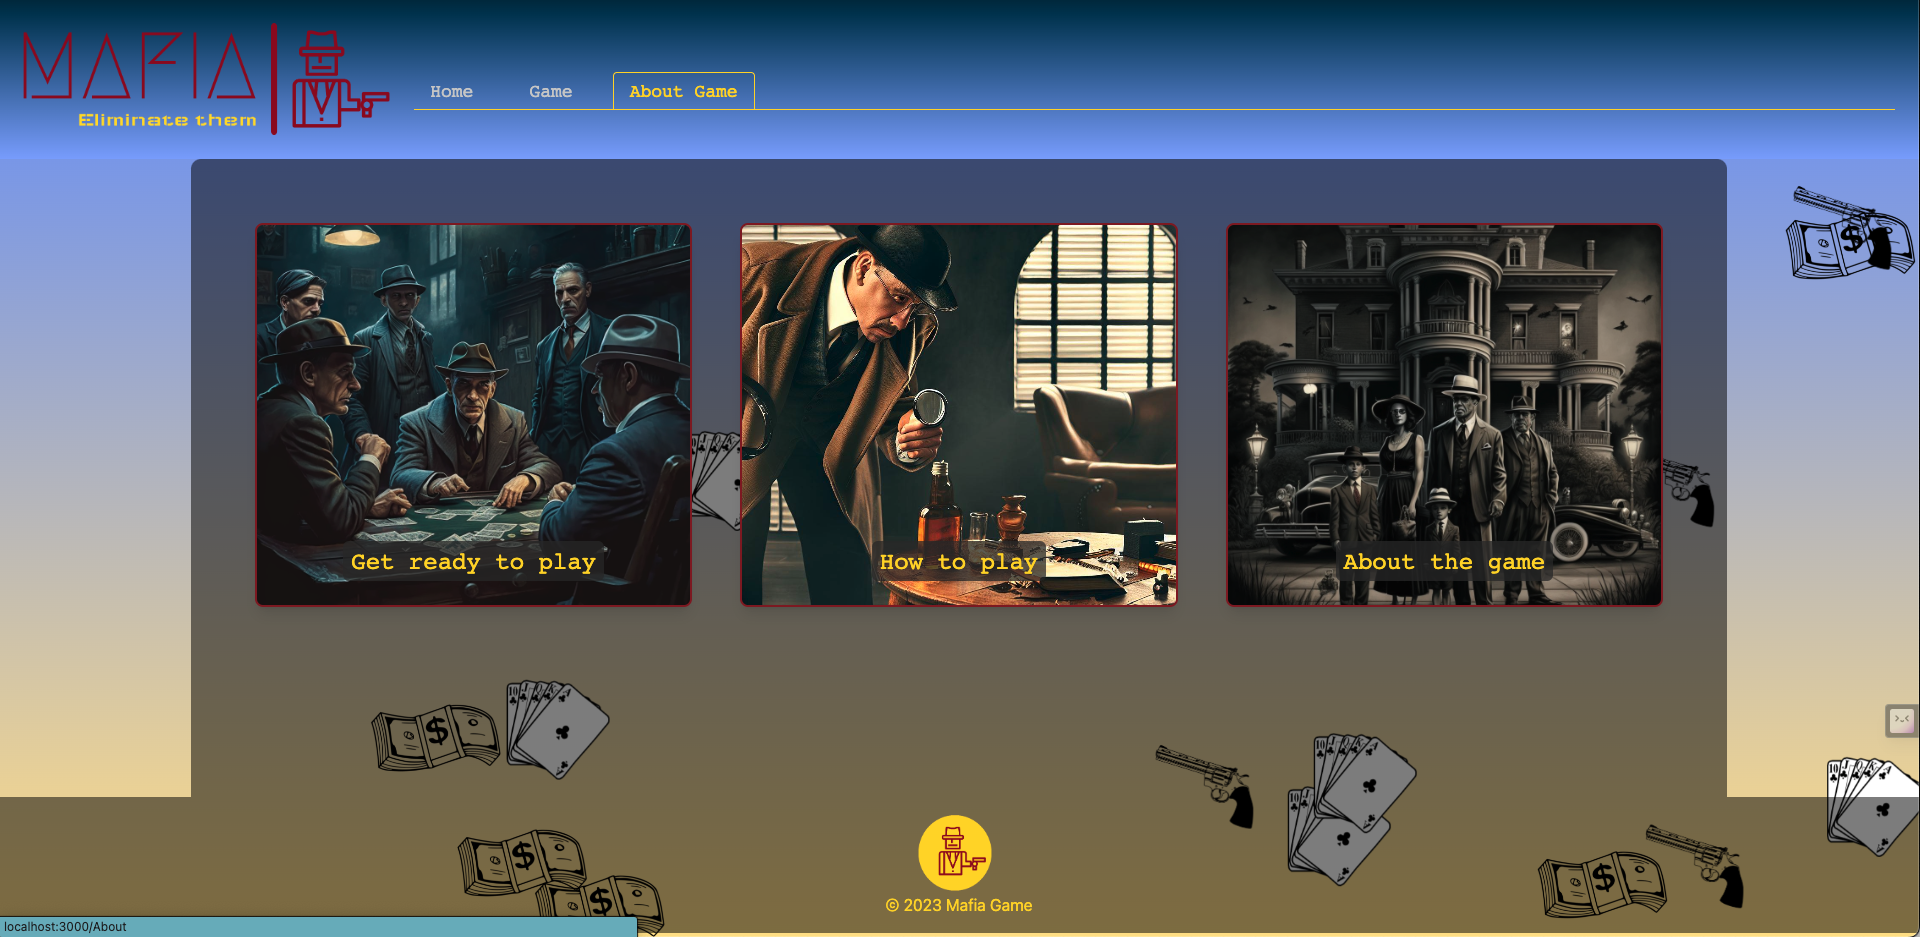 MAFIA
Eliminate them
Home
Game
About Game
Get ready to play
How to play
About the game
© 2023 Mafia Game
localhost:3000/About